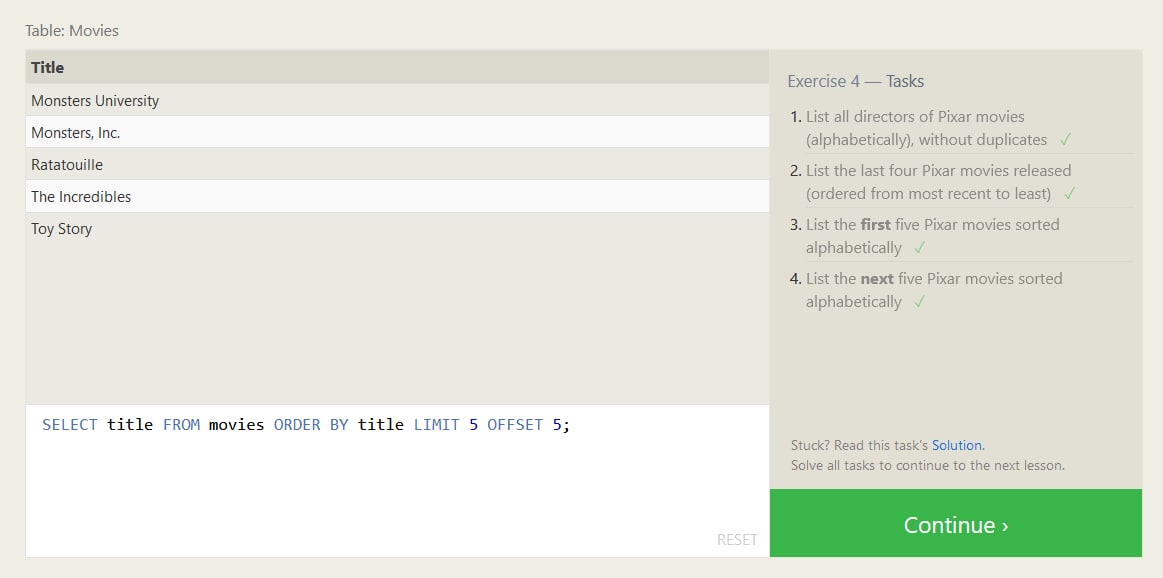 Table: Movies
Title
Monsters University
Monsters, Inc.
Ratatouille
The Incredibles
Toy Story
SELECT title FROM movies ORDER BY title LIMIT 5 OFFSET 5;
RESET
Exercise 4 — Tasks
1. List all directors of Pixar movies
(alphabetically), without duplicates ✓
2. List the last four Pixar movies released
(ordered from most recent to least) ✓
3. List the first five Pixar movies sorted
alphabetically ✓
4. List the next five Pixar movies sorted
alphabetically ✓
Stuck? Read this task's Solution.
Solve all tasks to continue to the next lesson.
Continue ›